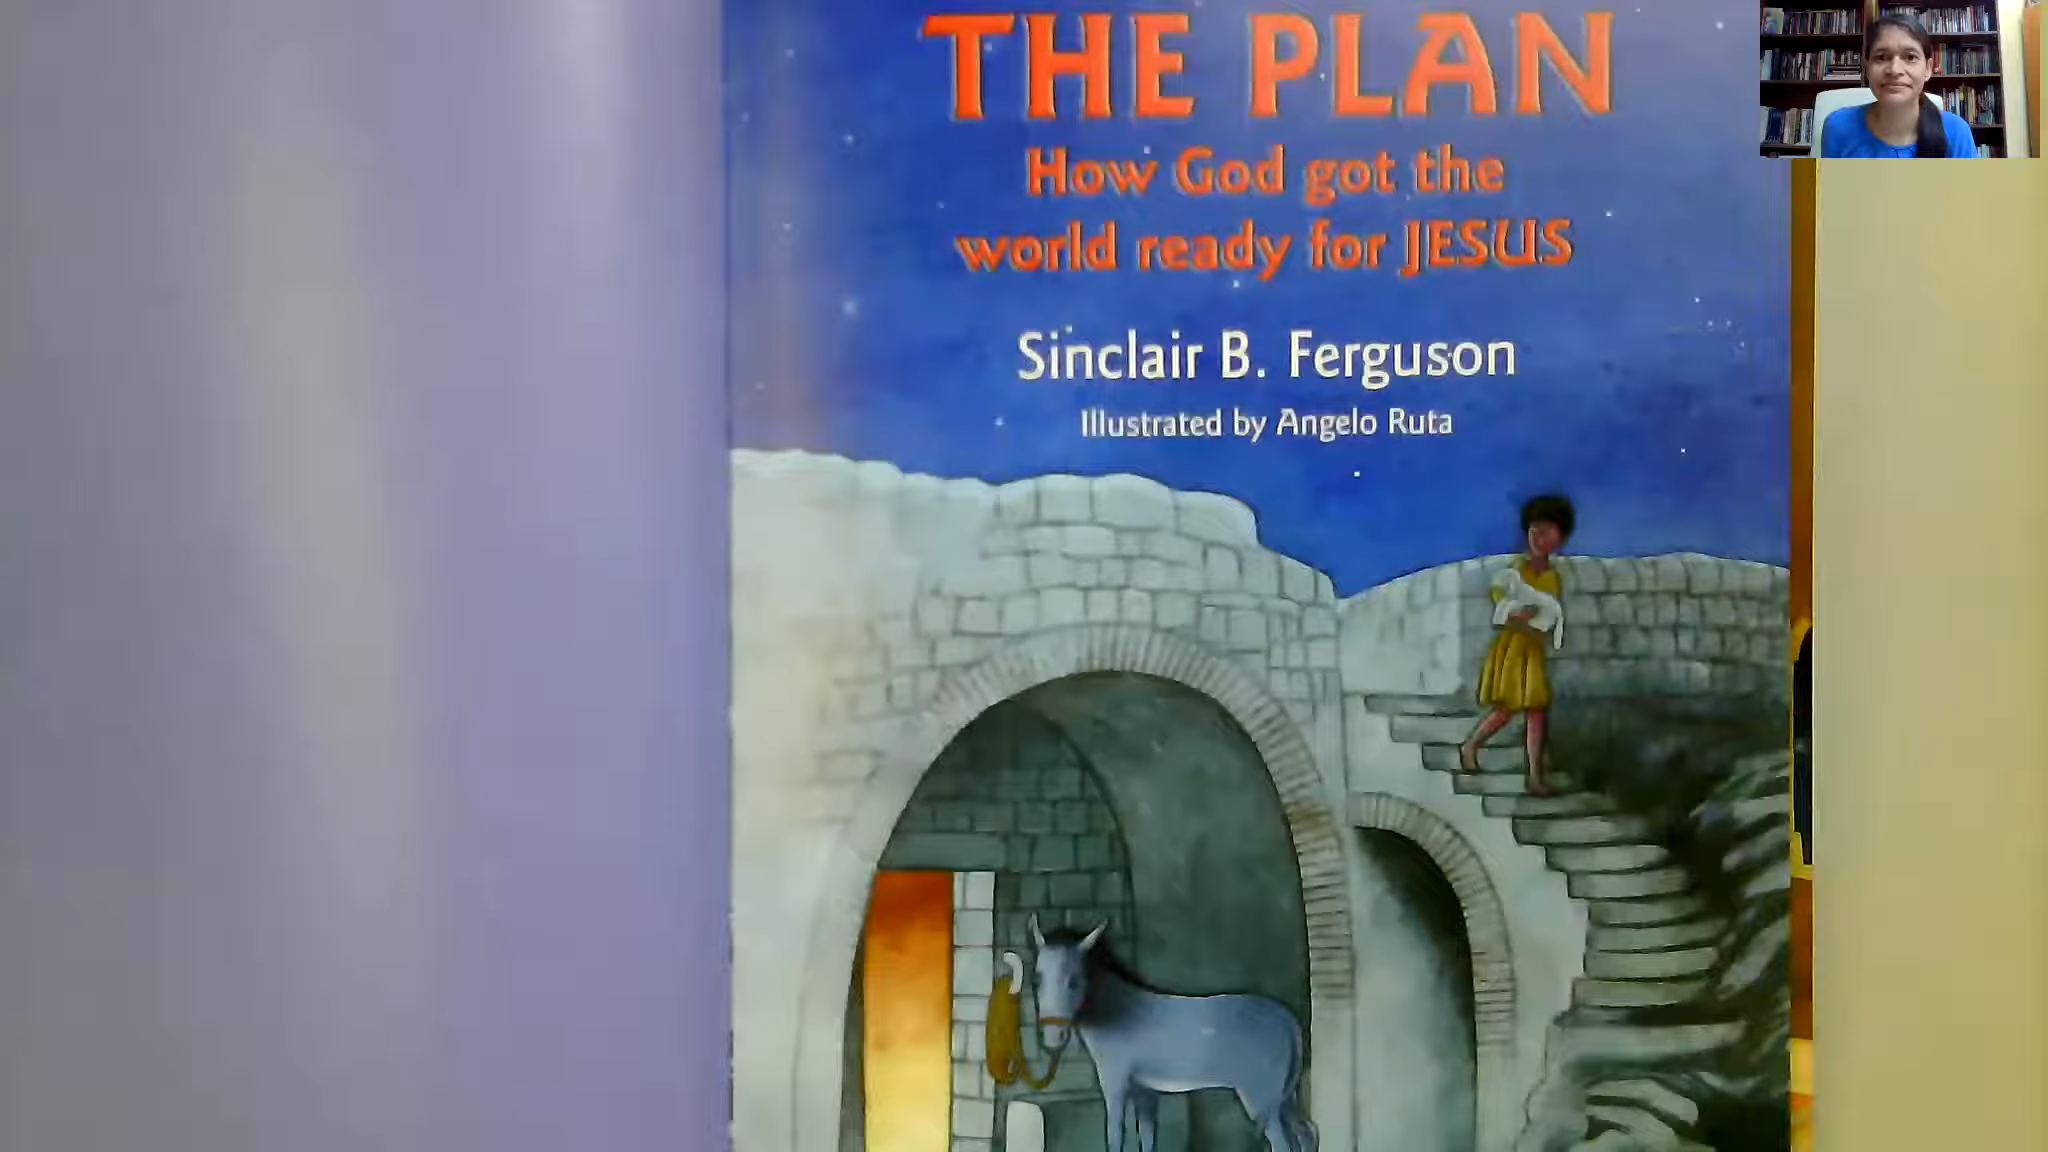 THE PLAN
How God got the
world ready for JESUS
Sinclair B. Ferguson
Illustrated by Angelo Ruta